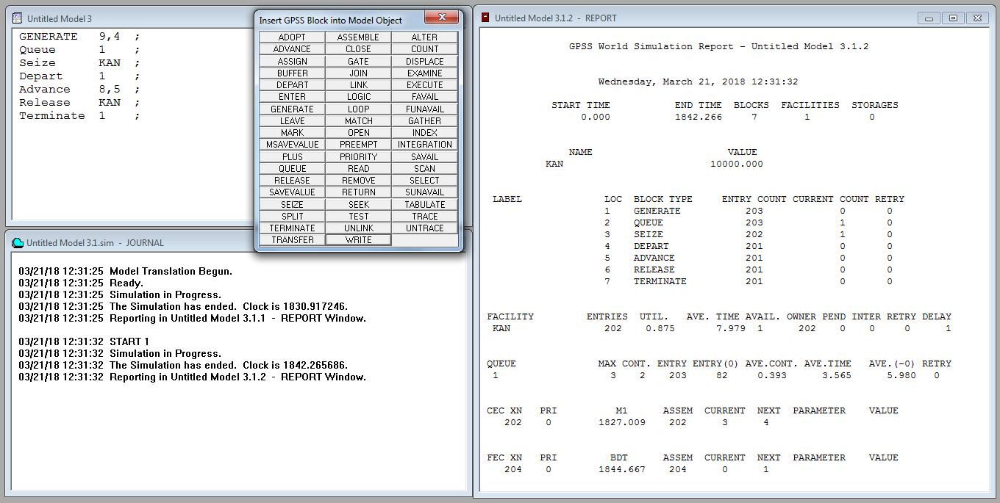 Untitled Model 3
GENERATE 9,4 ;
Queue 1 ;
Seize KAN ;
Depart 1 ;
Advance 8,5 ;
Release KAN ;
Terminate 1 ;
Insert GPSS Block into Model Object
ADOPT ASSEMBLE ALTER
ADVANCE CLOSE COUNT
ASSIGN GATE DISPLACE
BUFFER JOIN EXAMINE
DEPART LINK EXECUTE
ENTER LOGIC FAVAIL
GENERATE LOOP FUNAVAIL
LEAVE MATCH GATHER
MARK OPEN INDEX
MSAVEVALUE PREEMPT INTEGRATION
PLUS PRIORITY SAVAIL
QUEUE READ SCAN
RELEASE REMOVE SELECT
SAVEVALUE RETURN SUNAVAIL
SEIZE SEEK TABULATE
SPLIT TEST TRACE
TERMINATE UNLINK UNTRACE
TRANSFER WRITE
Untitled Model 3.1.sim - JOURNAL
03/21/18 12:31:25 Model Translation Begun.
03/21/18 12:31:25 Ready.
03/21/18 12:31:25 Simulation in Progress.
03/21/18 12:31:25 The Simulation has ended. Clock is 1830.917246.
03/21/18 12:31:25 Reporting in Untitled Model 3.1.1 - REPORT Window.
03/21/18 12:31:32 START 1
03/21/18 12:31:32 Simulation in Progress.
03/21/18 12:31:32 The Simulation has ended. Clock is 1842.265686.
03/21/18 12:31:32 Reporting in Untitled Model 3.1.2 - REPORT Window.
Untitled Model 3.1.2 - REPORT
GPSS World Simulation Report - Untitled Model 3.1.2
Wednesday, March 21, 2018 12:31:32
START TIME END TIME BLOCKS FACILITIES STORAGES
0.000 1842.266 7 1 0
NAME VALUE
KAN 10000.000
LABEL LOC BLOCK TYPE ENTRY COUNT CURRENT COUNT RETRY
1 GENERATE 203 0 0
2 QUEUE 203 1 0
3 SEIZE 202 1 0
4 DEPART 201 0 0
5 ADVANCE 201 0 0
6 RELEASE 201 0 0
7 TERMINATE 201 0 0
FACILITY ENTRIES UTIL. AVE. TIME AVAIL. OWNER PEND INTER RETRY DELAY
KAN 202 0.875 7.979 1 202 0 0 0 1
QUEUE MAX CONT. ENTRY ENTRY(0) AVE.CONT. AVE.TIME AVE.(-0) RETRY
1 3 2 203 82 0.393 3.565 5.980 0
CEC XN PRI M1 ASSEM CURRENT NEXT PARAMETER VALUE
202 0 1827.009 202 3 4
FEC XN PRI BDT ASSEM CURRENT NEXT PARAMETER VALUE
204 0 1844.667 204 0 1